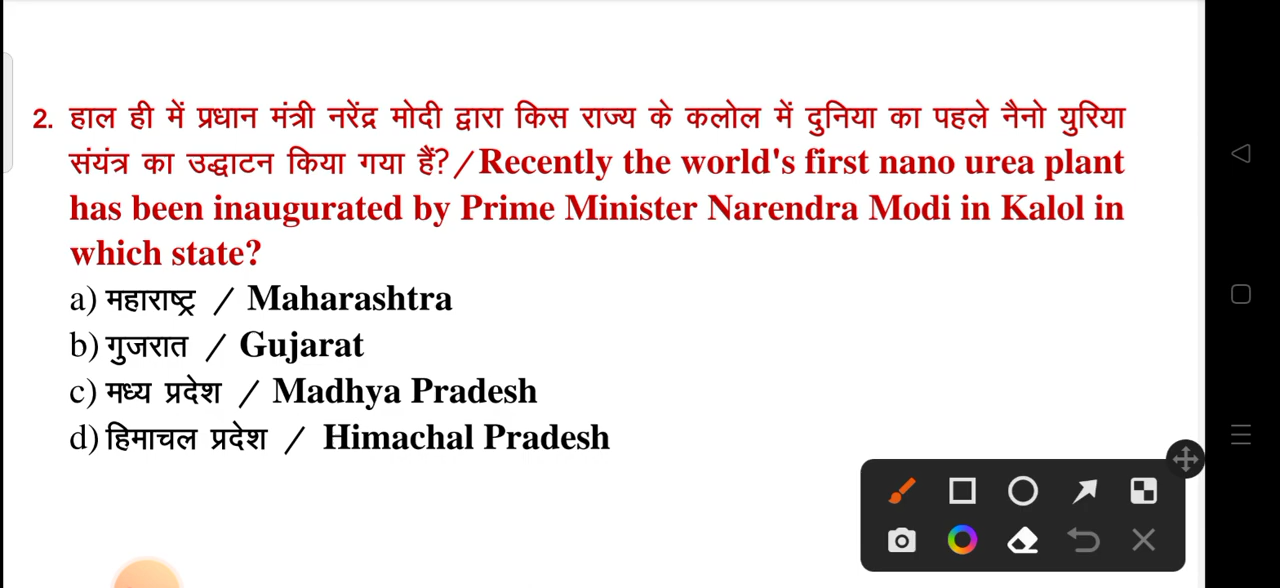 2. हाल ही में प्रधान मंत्री नरेंद्र मोदी द्वारा किस राज्य के कलोल में दुनिया का पहले नैनो युरिया
संयंत्र का उद्घाटन किया गया हैं?/Recently the world's first nano urea plant
has been inaugurated by Prime Minister Narendra Modi in Kalol in
which state?
a) महाराष्ट्र / Maharashtra
b) गुजरात / Gujarat
c) मध्य प्रदेश / Madhya Pradesh
d) हिमाचल प्रदेश / Himachal Pradesh